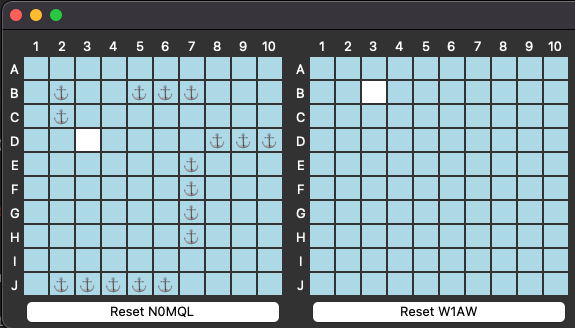 1 2 3 4 5 6 7 8 9 10 1 2 3 4 5 6 7 8 9 10
A A
B B
C C
D D
E E
F F
G G
H H
I I
J J
Reset N0MQL Reset W1AW